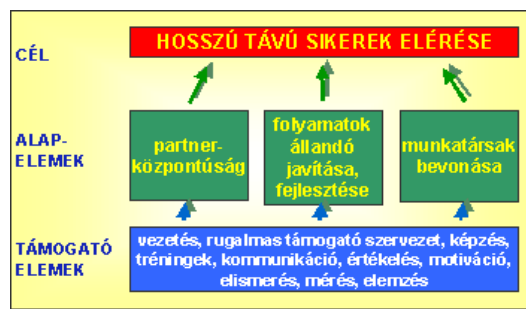 CÉL
HOSSZÚ TÁVÚ SIKEREK ELÉRÉSE
ALAP-
ELEMEK
partner-
központúság
folyamatok
állandó
javítása,
fejlesztése
munkatársak
bevonása
TÁMOGATÓ
ELEMEK
vezetés, rugalmas támogató szervezet, képzés,
tréningek, kommunikáció, értékelés, motiváció,
elismerés, mérés, elemzés